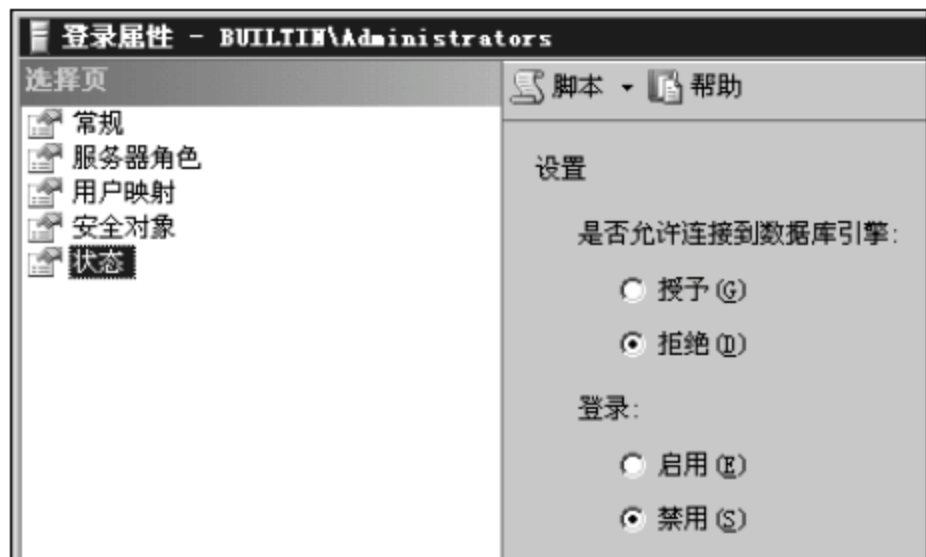 登录属性 - BUILTIN\Administrators
选择页
脚本 帮助
常规
服务器角色
用户映射
安全对象
状态
设置
是否允许连接到数据库引擎:
授予(G)
拒绝(D)
登录:
启用(E)
禁用(S)